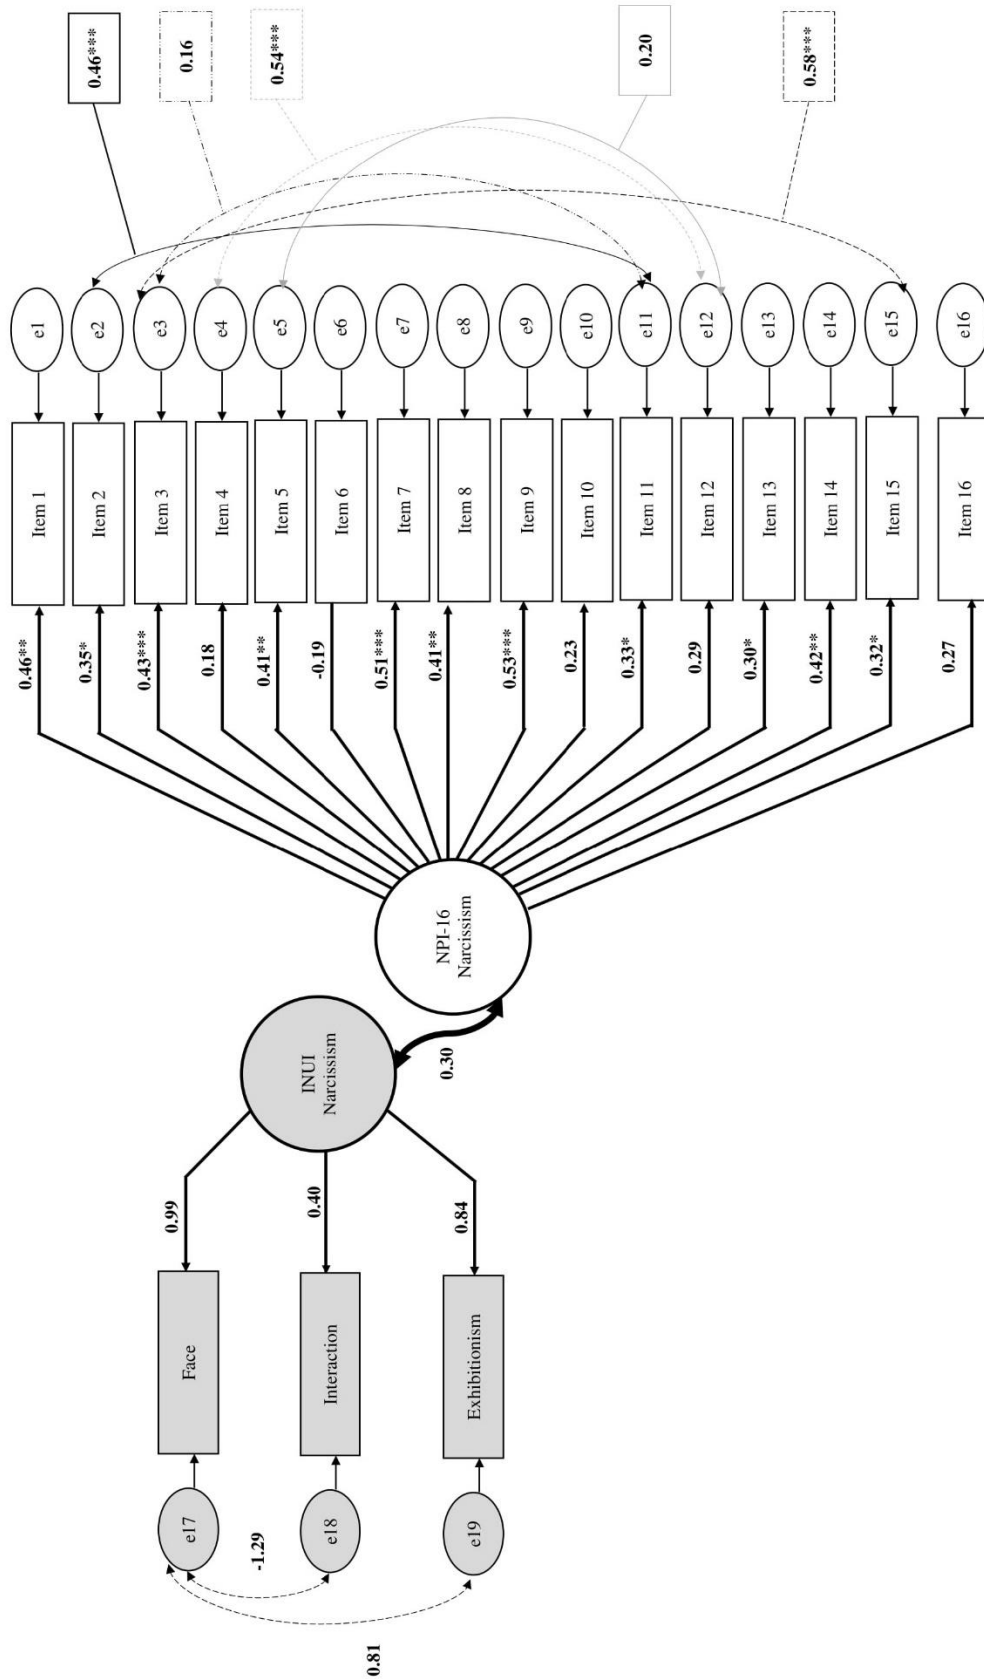 0.81
-1.29
e17
e18
e19
Face
Interaction
Exhibitionism
0.99
0.40
0.84
INUI
Narcissism
0.30
NPI-16
Narcissism
0.46**
0.35*
0.43***
0.18
0.41**
-0.19
0.51***
0.41**
0.53***
0.23
0.33*
0.29
0.30*
0.42**
0.32*
0.27
Item 1
Item 2
Item 3
Item 4
Item 5
Item 6
Item 7
Item 8
Item 9
Item 10
Item 11
Item 12
Item 13
Item 14
Item 15
Item 16
e1
e2
e3
e4
e5
e6
e7
e8
e9
e10
e11
e12
e13
e14
e15
e16
0.46***
0.16
0.54***
0.20
0.58***